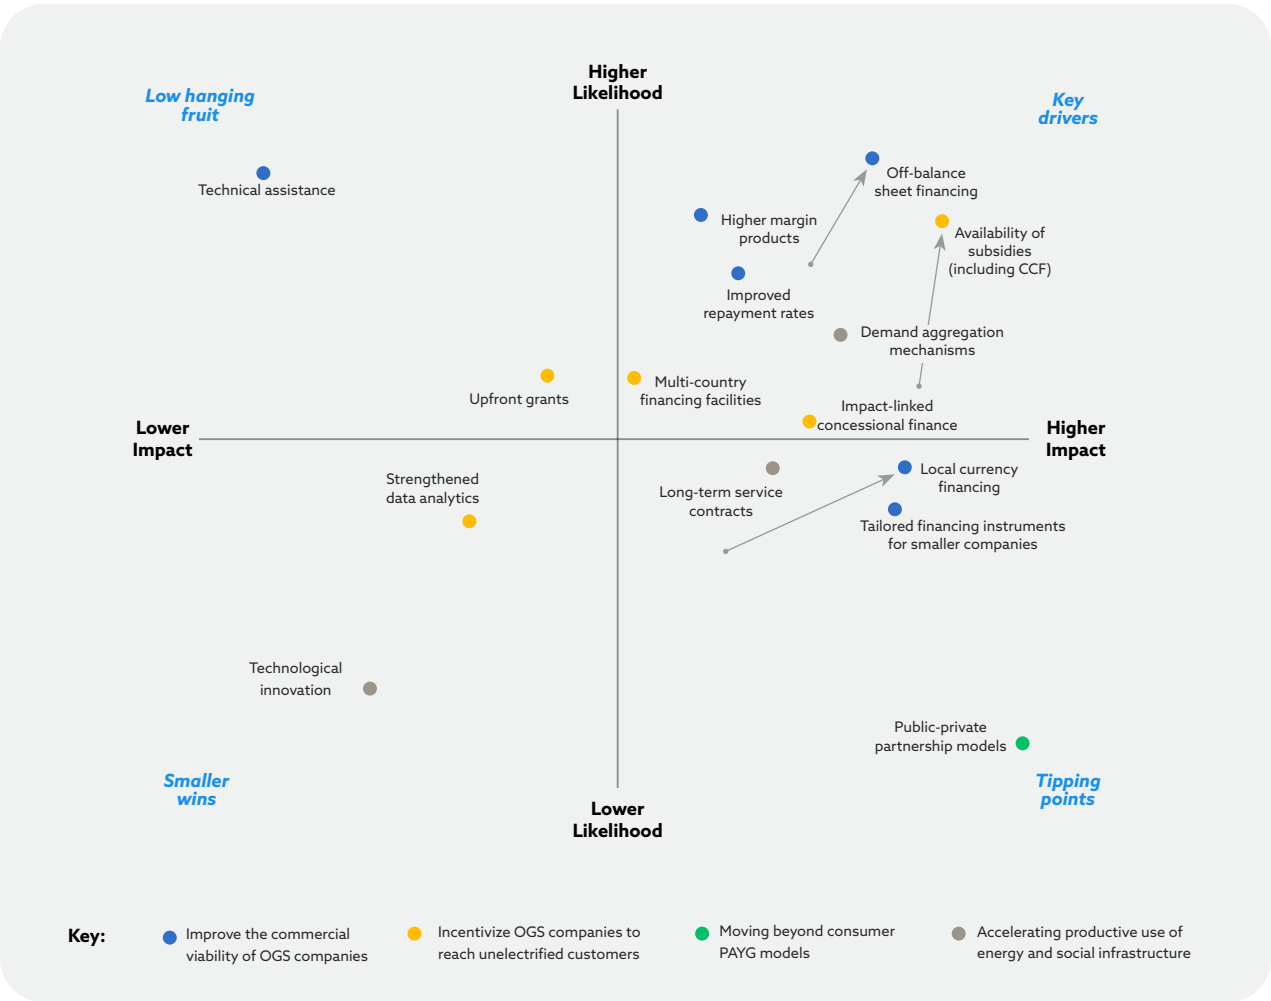 Higher
Likelihood
Low hanging
fruit
Key
drivers
Technical assistance
Off-balance
sheet financing
Higher margin
products
Availability of
subsidies
(including CCF)
Improved
repayment rates
Demand aggregation
mechanisms
Upfront grants
Multi-country
financing facilities
Impact-linked
concessional finance
Lower
Impact
Higher
Impact
Strengthened
data analytics
Long-term service
contracts
Local currency
financing
Tailored financing instruments
for smaller companies
Technological
innovation
Public-private
partnership models
Smaller
wins
Tipping
points
Lower
Likelihood
Key:
Improve the commercial
viability of OGS companies
Incentivize OGS companies to
reach unelectrified customers
Moving beyond consumer
PAYG models
Accelerating productive use of
energy and social infrastructure